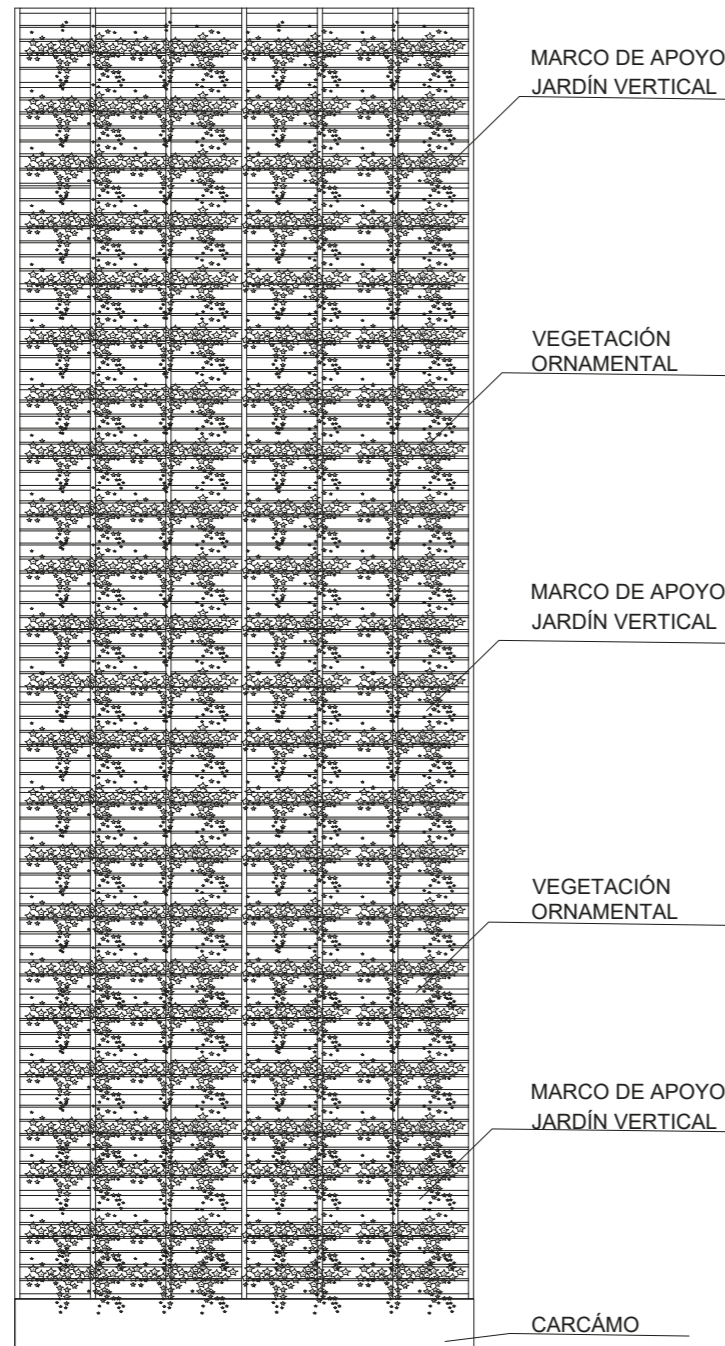 MARCO DE APOYO
JARDÍN VERTICAL
VEGETACIÓN
ORNAMENTAL
MARCO DE APOYO
JARDÍN VERTICAL
VEGETACIÓN
ORNAMENTAL
MARCO DE APOYO
JARDÍN VERTICAL
CARCÁMO